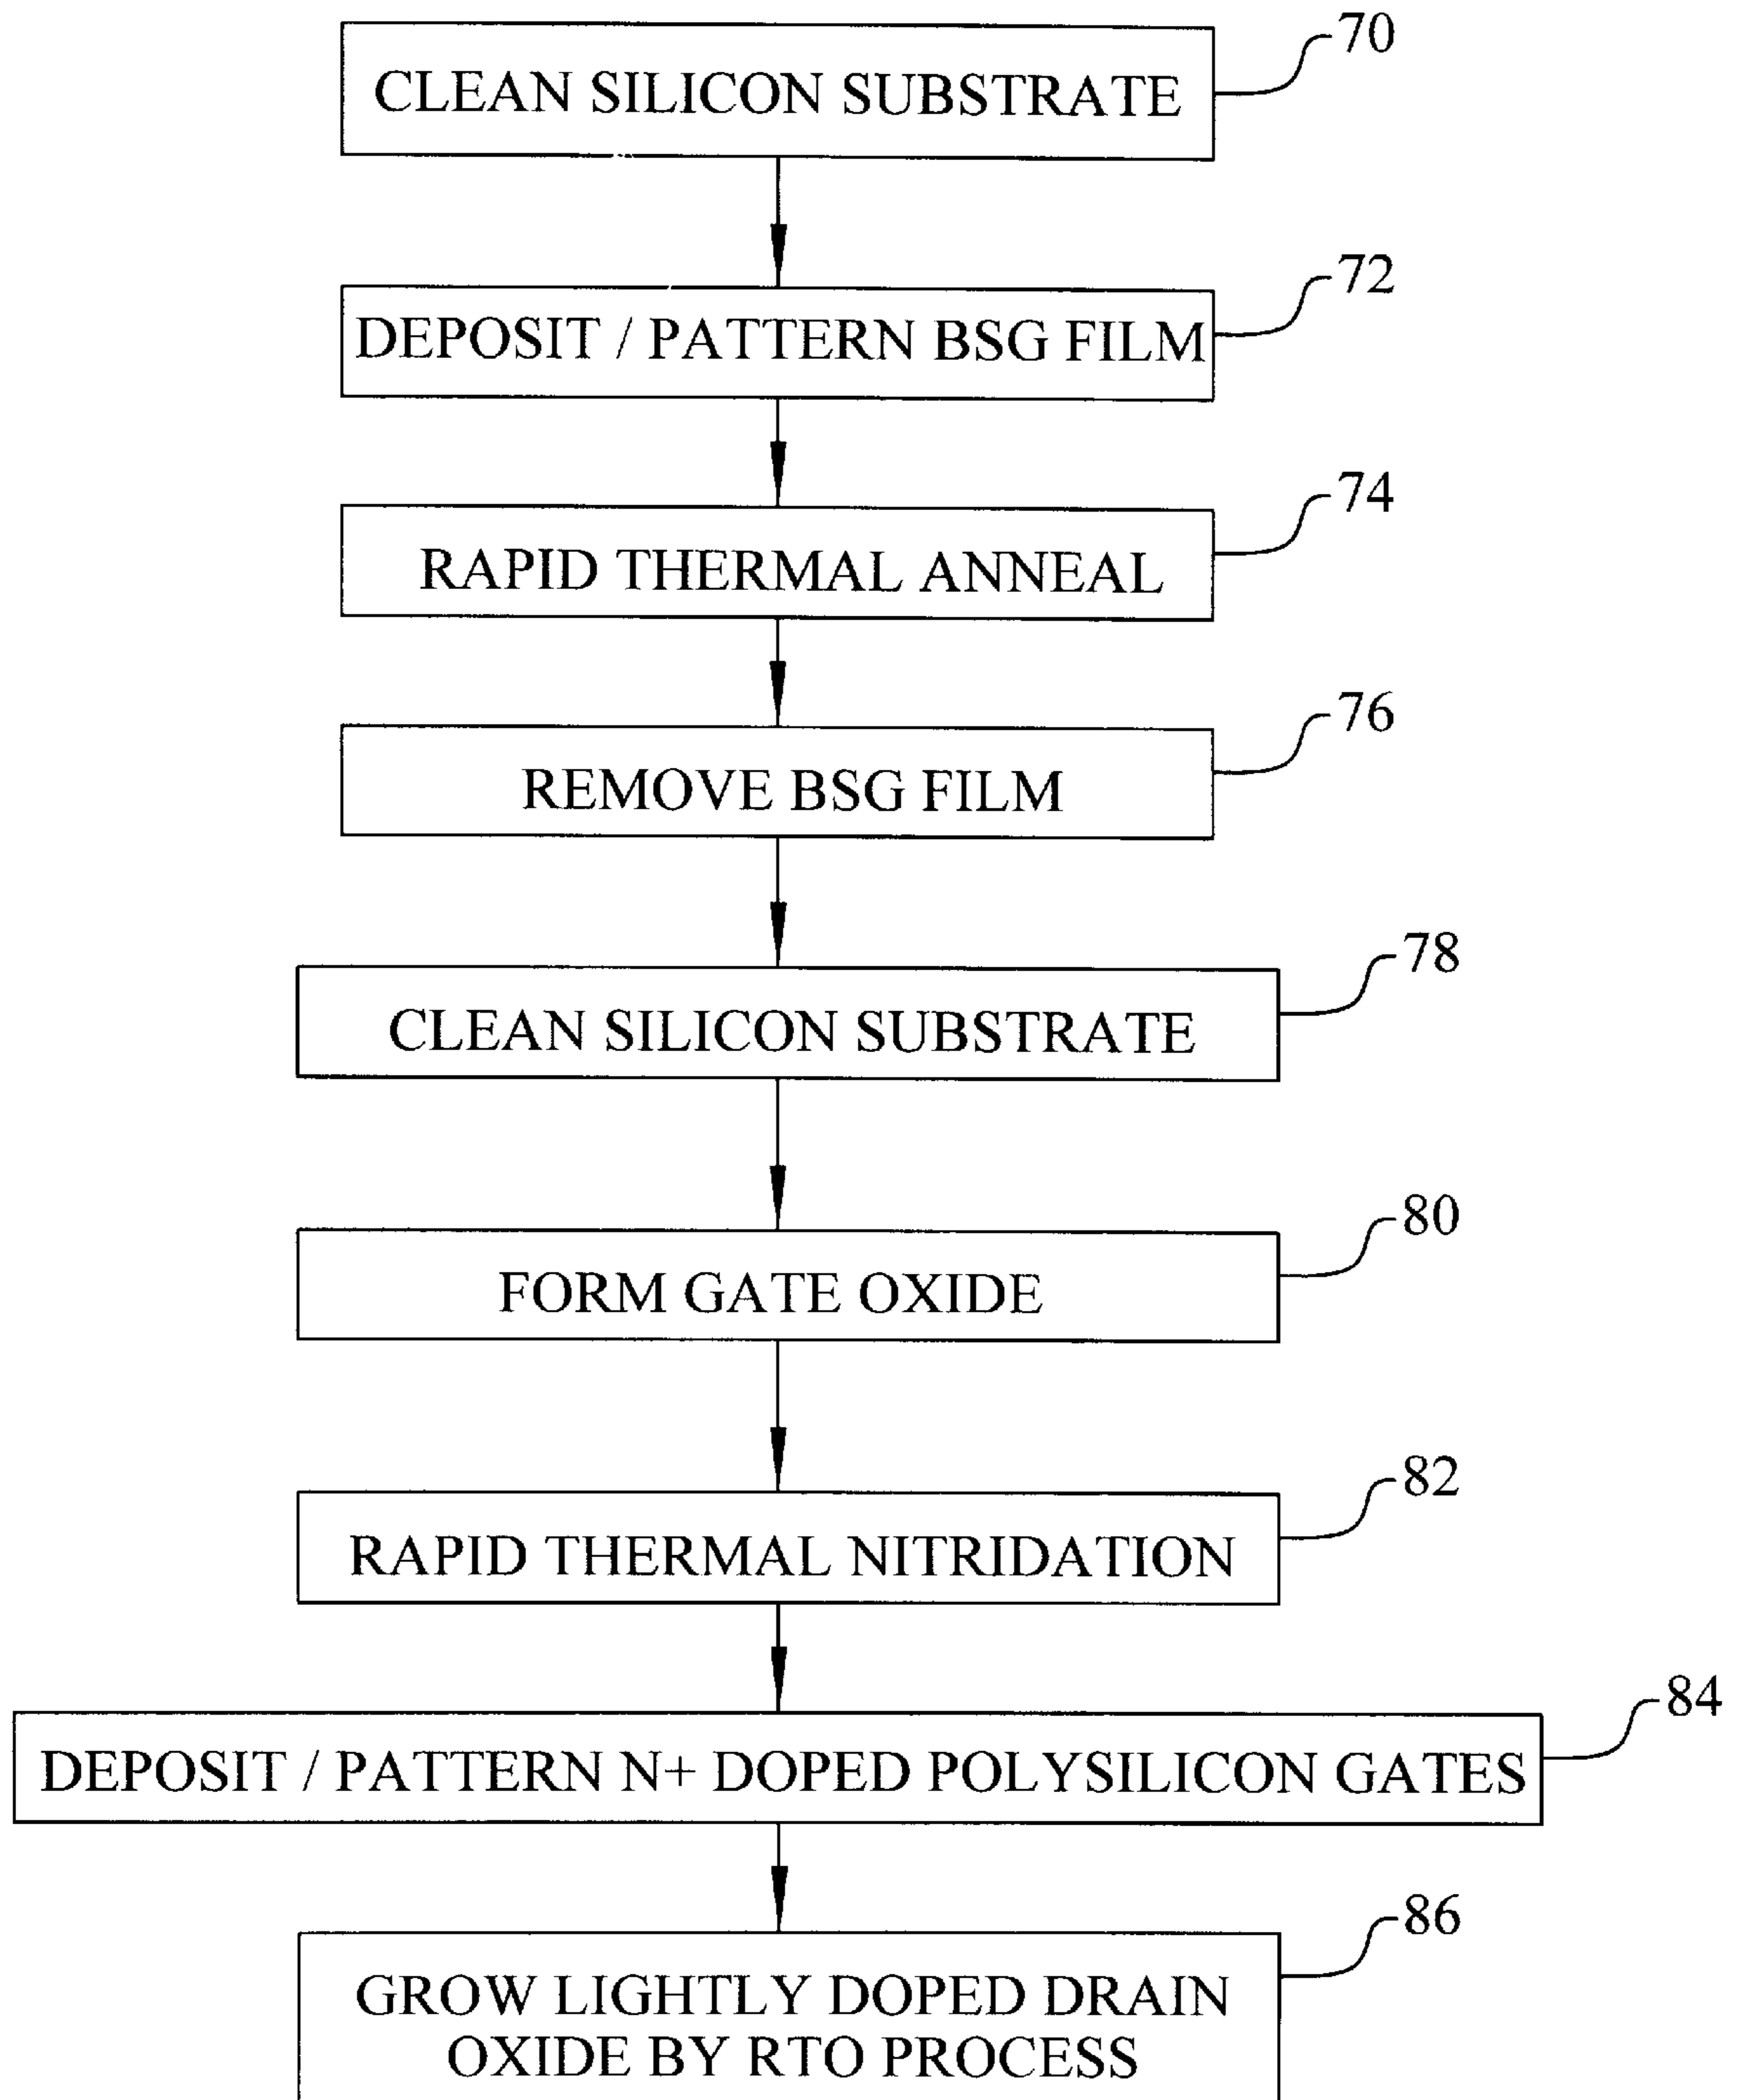 70
CLEAN SILICON SUBSTRATE
72
DEPOSIT / PATTERN BSG FILM
74
RAPID THERMAL ANNEAL
76
REMOVE BSG FILM
78
CLEAN SILICON SUBSTRATE
80
FORM GATE OXIDE
82
RAPID THERMAL NITRIDATION
84
DEPOSIT / PATTERN N+ DOPED POLYSILICON GATES
86
GROW LIGHTLY DOPED DRAIN
OXIDE BY RTO PROCESS